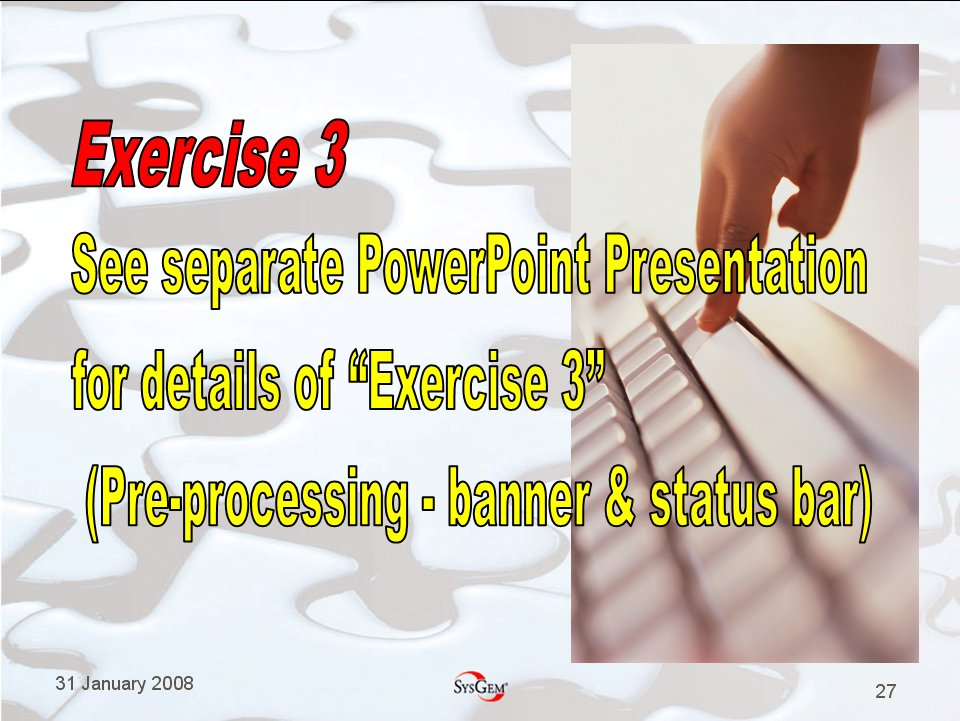 Exercise 3
See separate PowerPoint Presentation
for details of “Exercise 3”
(Pre-processing - banner & status bar)
31 January 2008
SYSGEM®
27